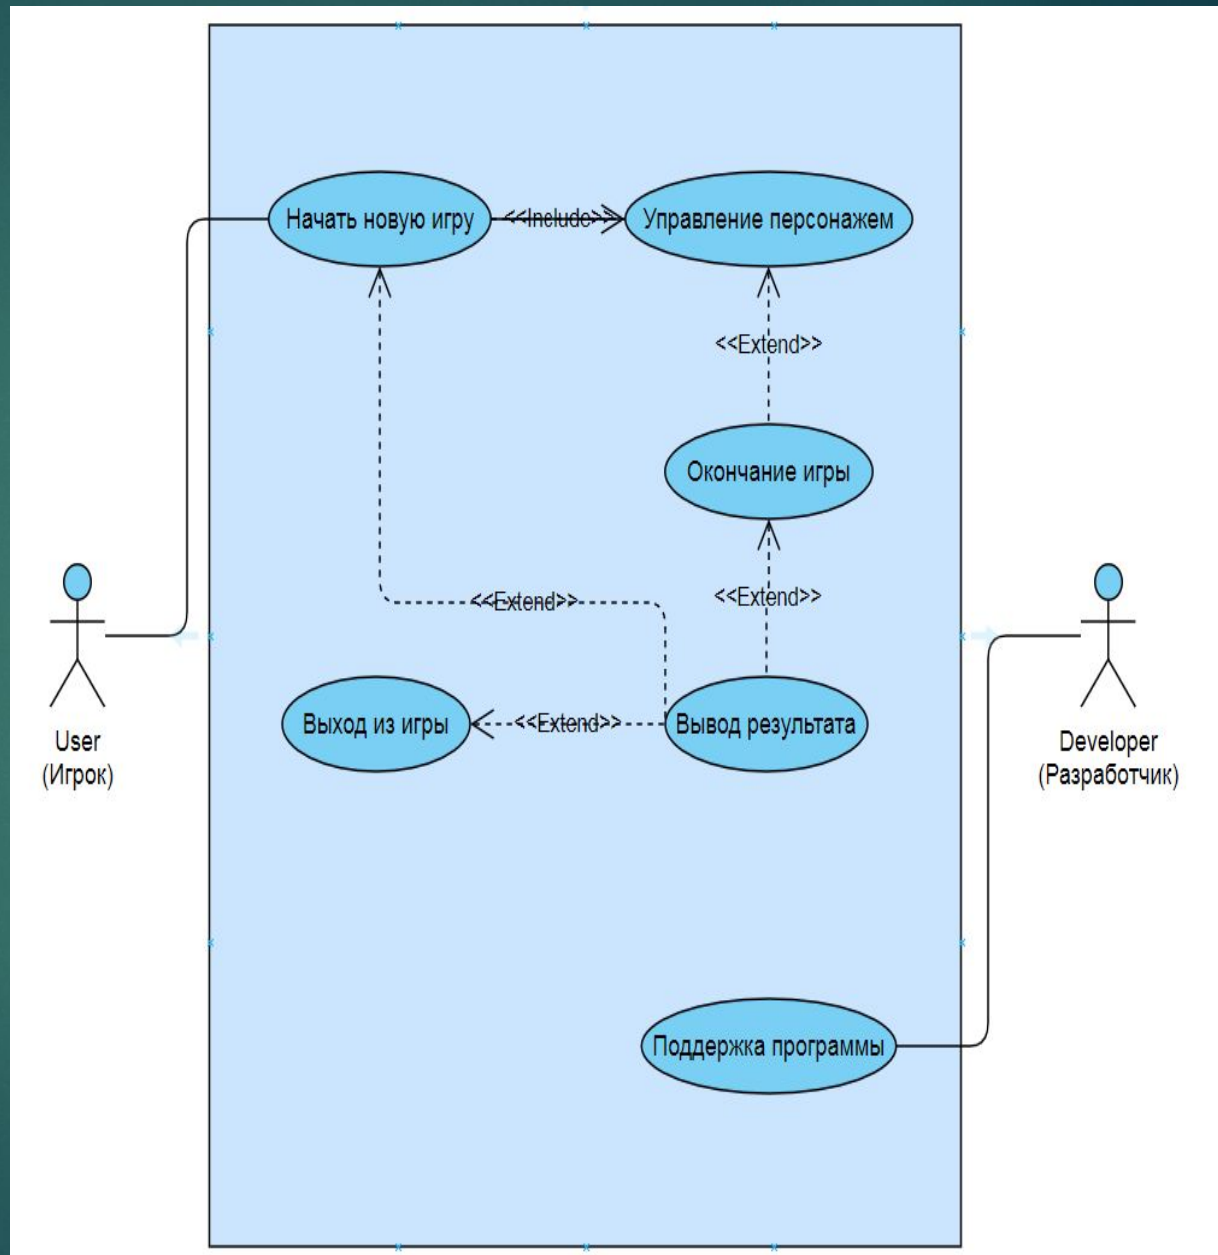 Начать новую игру
<<Include>>
Управление персонажем
<<Extend>>
Окончание игры
<<Extend>>
<<Extend>>
Выход из игры
<<Extend>>
Вывод результата
User
(Игрок)
Developer
(Разработчик)
Поддержка программы